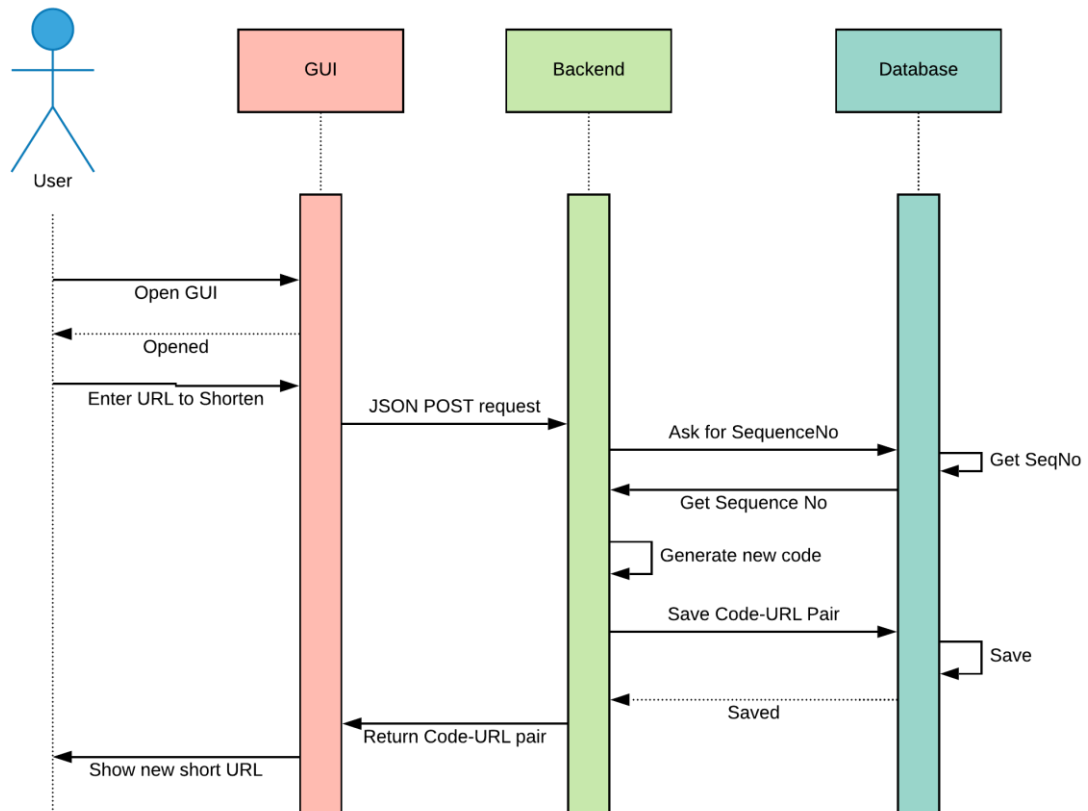 GUI
Backend
Database
User
Open GUI
Opened
Enter URL to Shorten
JSON POST request
Ask for SequenceNo
Get SeqNo
Get Sequence No
Generate new code
Save Code-URL Pair
Save
Saved
Return Code-URL pair
Show new short URL